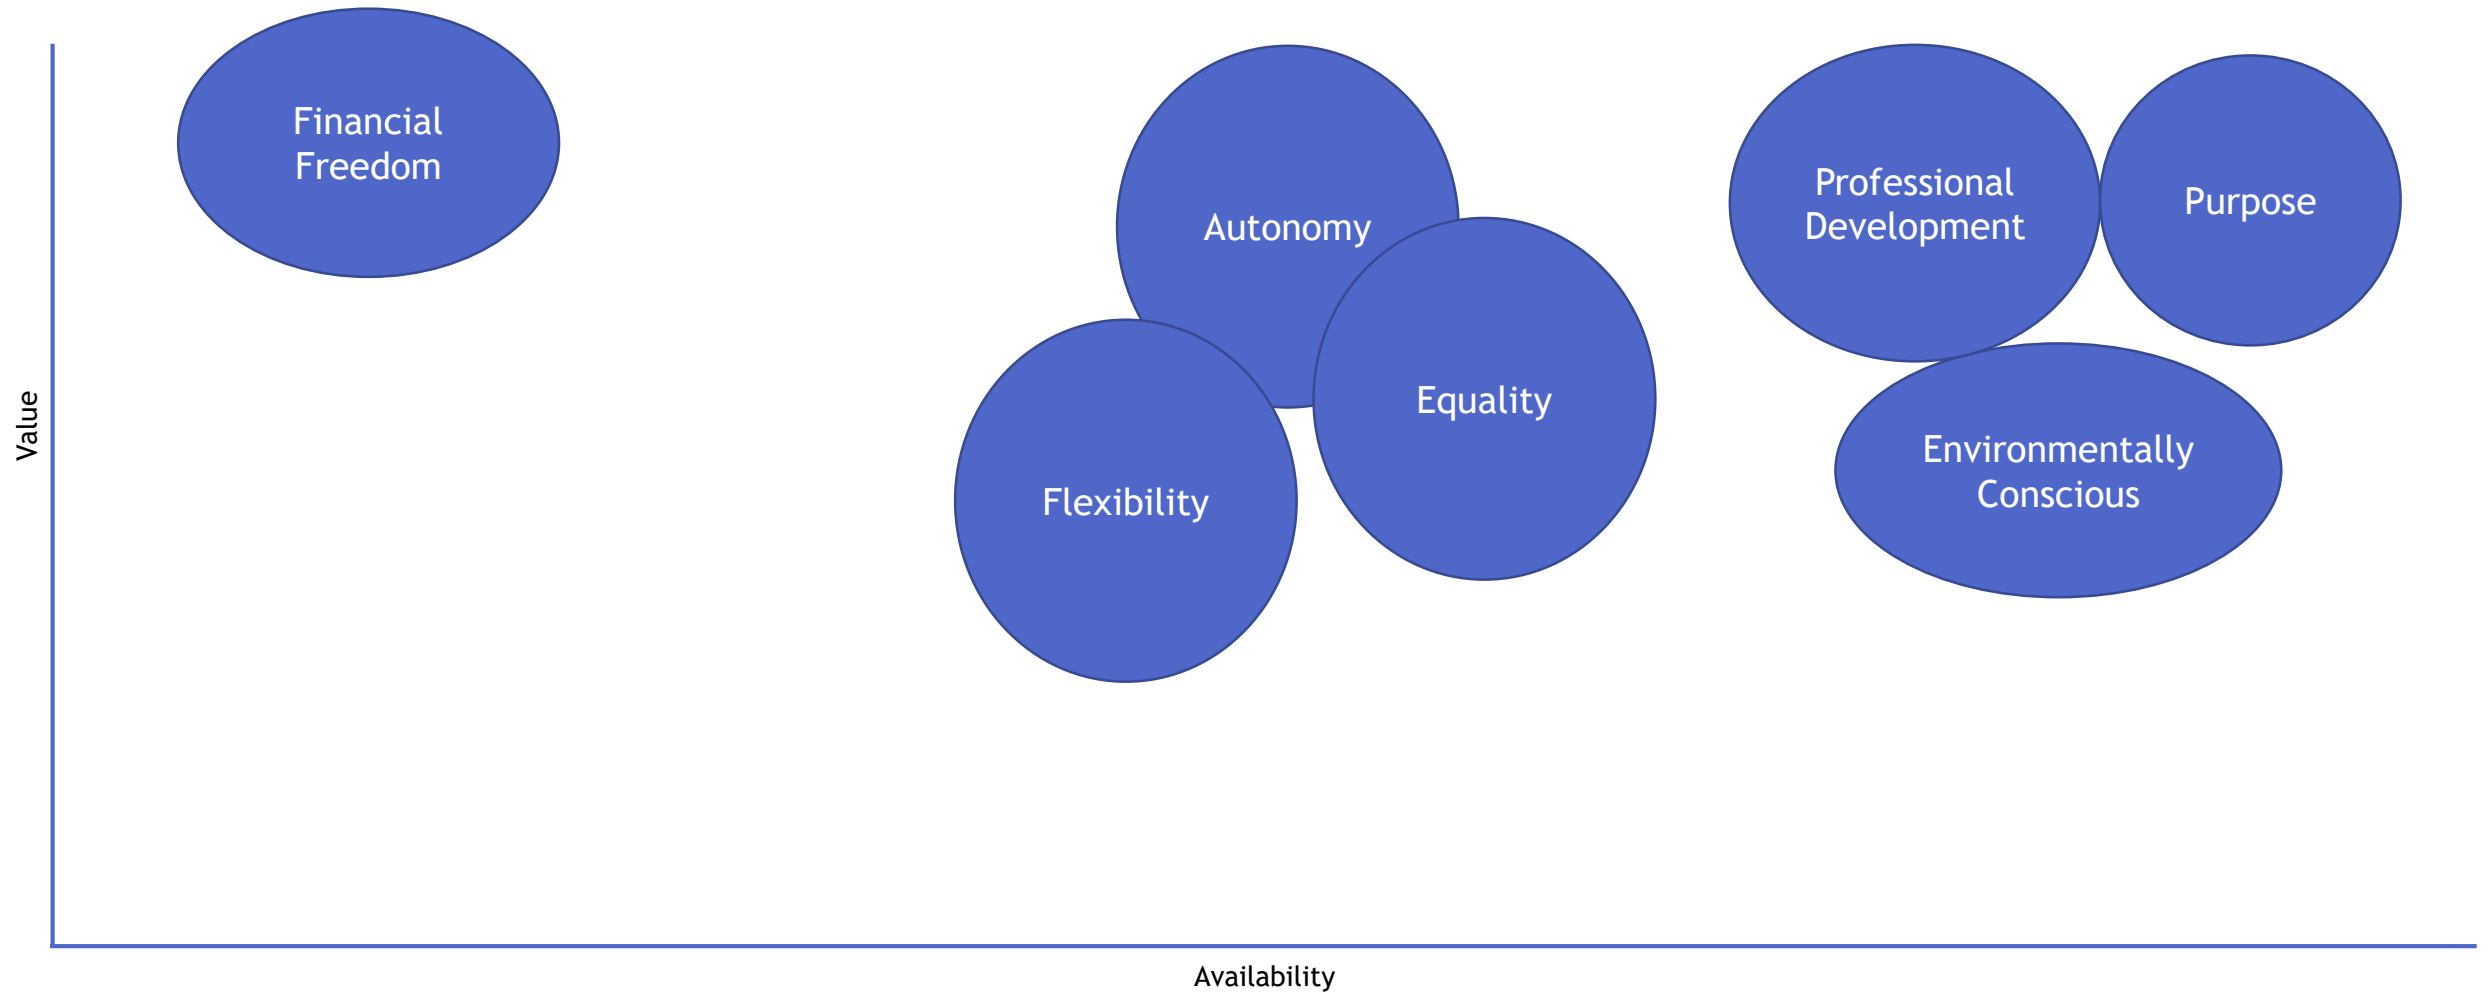 Financial
Freedom
Autonomy
Professional
Development
Purpose
Equality
Flexibility
Environmentally
Conscious
Value
Availability